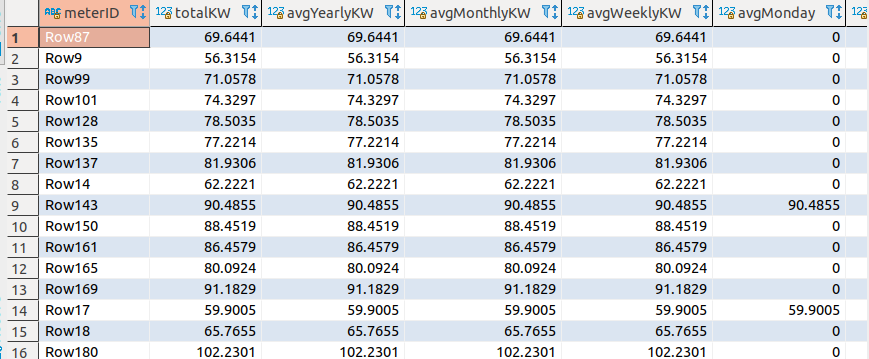 ABC meterID 123 totalKW 123 avgYearlyKW 123 avgMonthlyKW 123 avgWeeklyKW 123 avgMonday
1 Row87 69.6441 69.6441 69.6441 69.6441 0
2 Row9 56.3154 56.3154 56.3154 56.3154 0
3 Row99 71.0578 71.0578 71.0578 71.0578 0
4 Row101 74.3297 74.3297 74.3297 74.3297 0
5 Row128 78.5035 78.5035 78.5035 78.5035 0
6 Row135 77.2214 77.2214 77.2214 77.2214 0
7 Row137 81.9306 81.9306 81.9306 81.9306 0
8 Row14 62.2221 62.2221 62.2221 62.2221 0
9 Row143 90.4855 90.4855 90.4855 90.4855 90.4855
10 Row150 88.4519 88.4519 88.4519 88.4519 0
11 Row161 86.4579 86.4579 86.4579 86.4579 0
12 Row165 80.0924 80.0924 80.0924 80.0924 0
13 Row169 91.1829 91.1829 91.1829 91.1829 0
14 Row17 59.9005 59.9005 59.9005 59.9005 59.9005
15 Row18 65.7655 65.7655 65.7655 65.7655 0
16 Row180 102.2301 102.2301 102.2301 102.2301 0